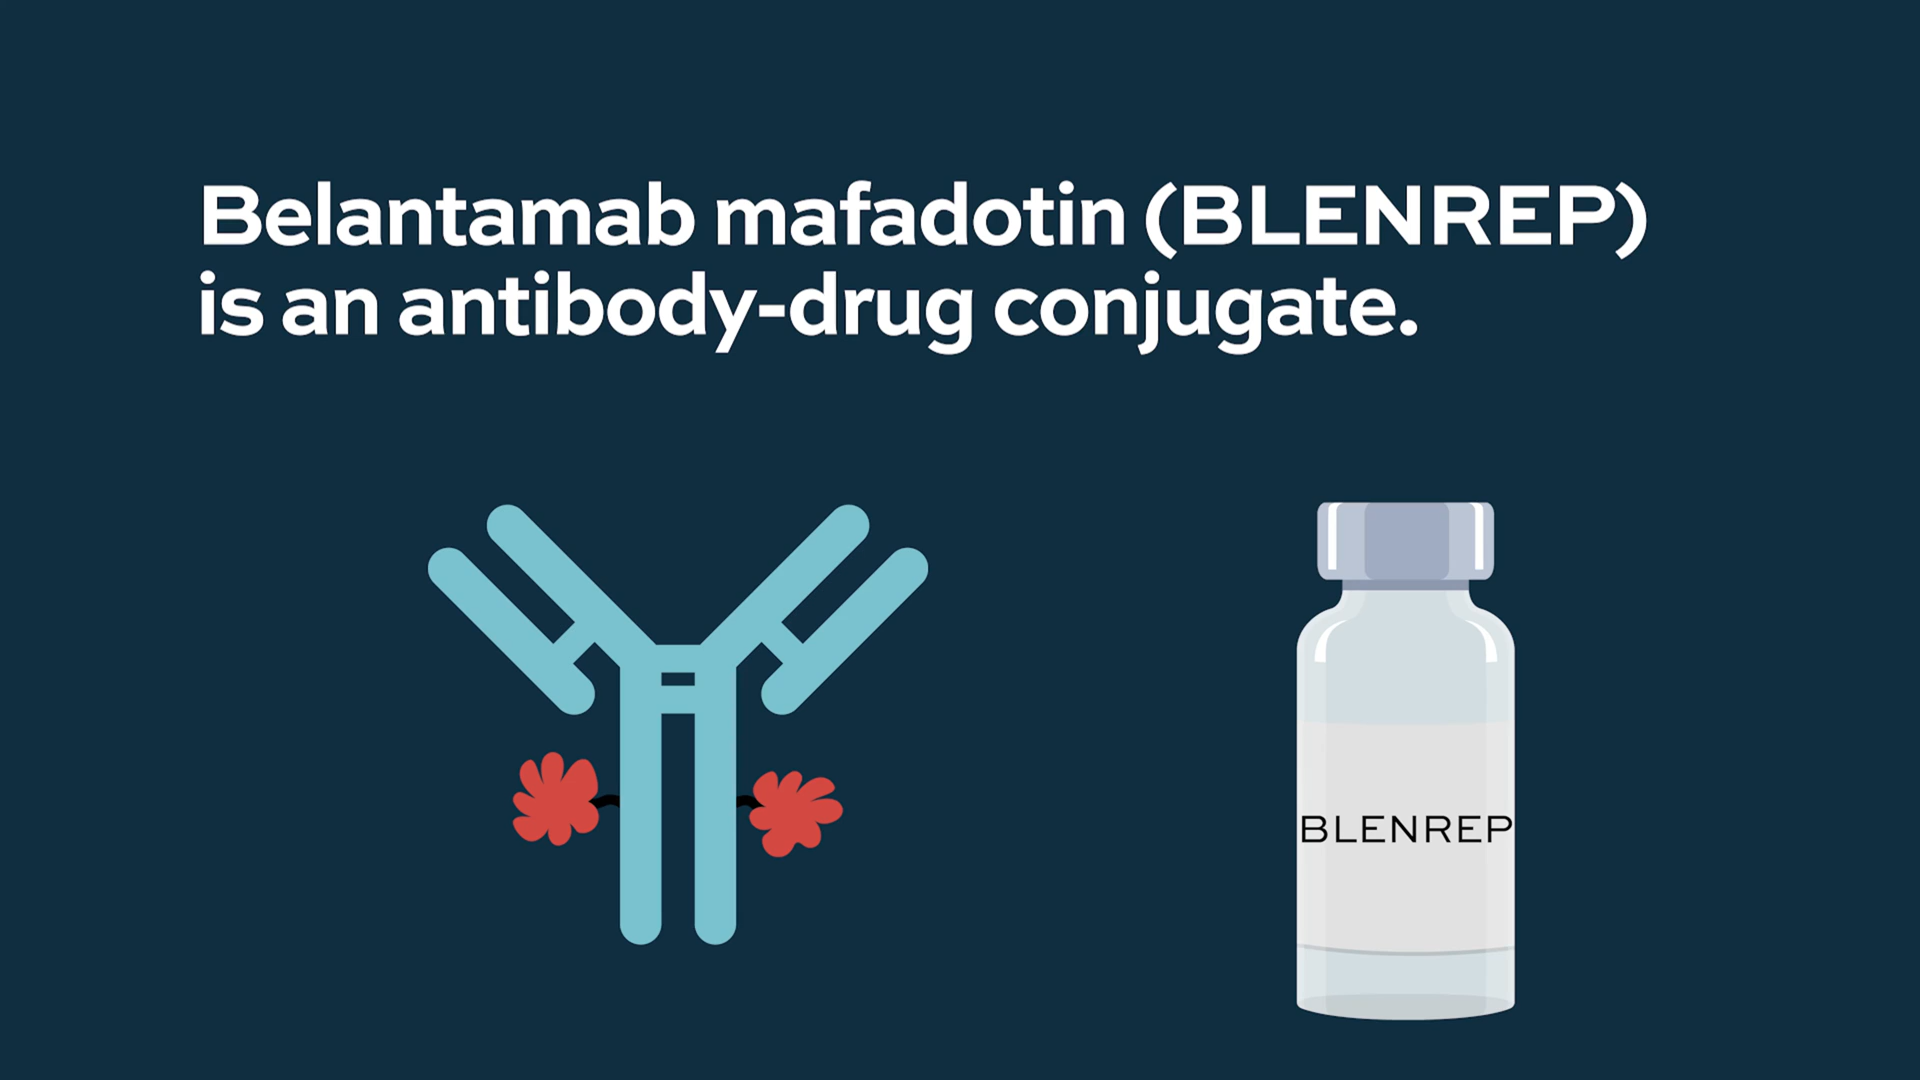 Belantamab mafadotin (BLENREP)
is an antibody-drug conjugate.
BLENREP